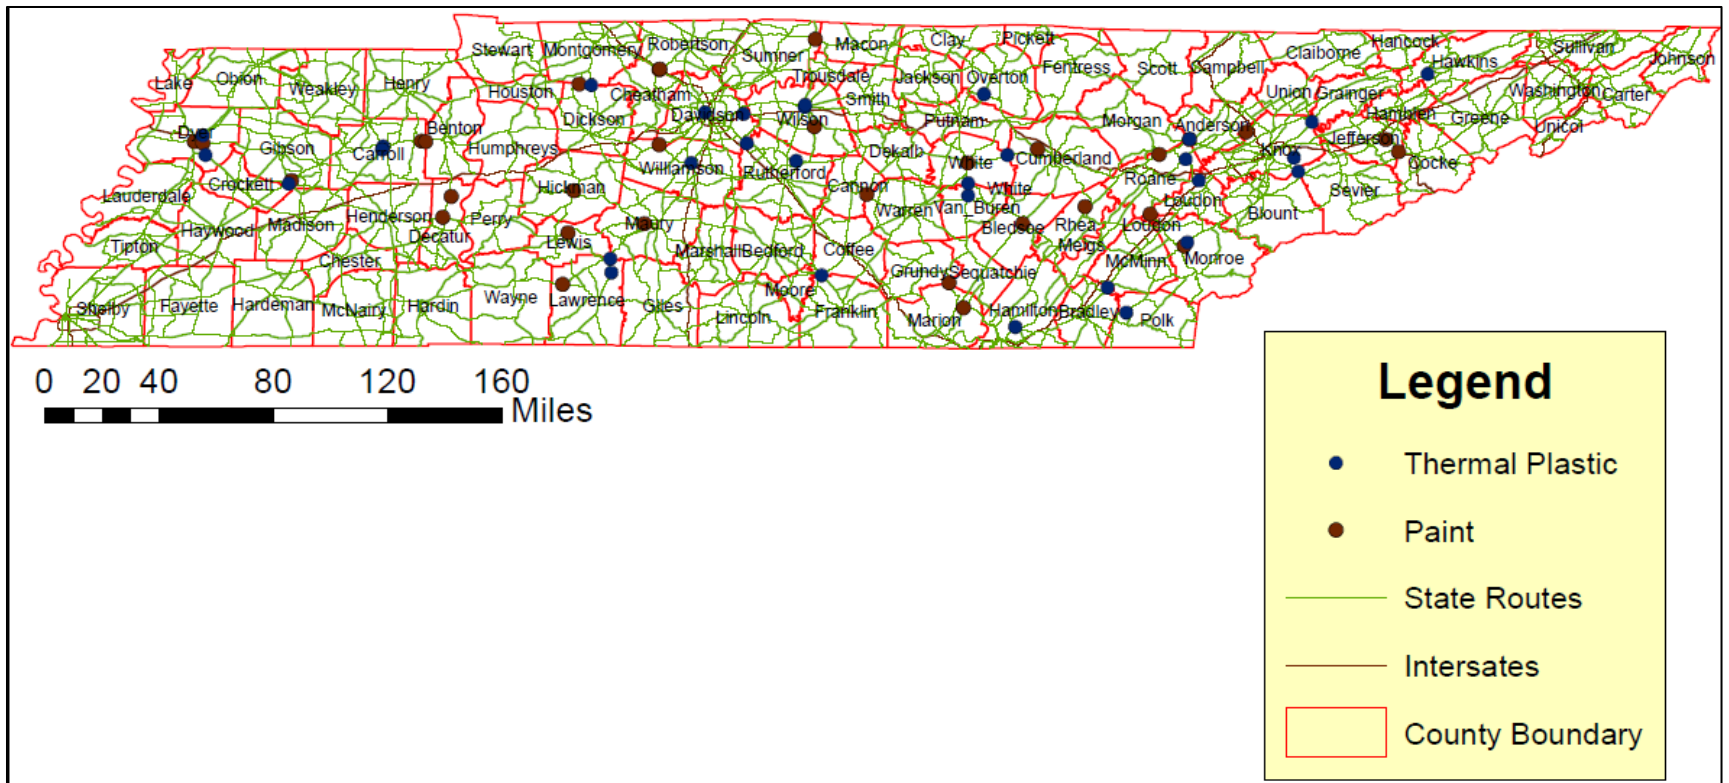 Stewart Montgomery Robertson Sumner Macon Clay Pickett Hancock Sullivan
Claiborne Hawkins Johnson
Lake Obion Weakley Henry Houston Cheatham Trousdale Jackson Overton Fentress Scott Campbell
Smith Union Grainger Washington Carter
Dyer Gibson Carroll Benton Humphreys Dickson Davidson Wilson Putnam Morgan Anderson Hamblen Greene Unicol
Dekalb Jefferson
Crockett Williamson Rutherford White Cumberland Roane Knox Cocke
Lauderdale Hickman Cannon White Loudon Sevier
Haywood Madison Henderson Perry Maury Warren Van_Buren Blount
Tipton Decatur Lewis Marshall Bedford Coffee Bledsoe Rhea Loudon
Chester Meigs McMinn Monroe
Shelby Fayette Hardeman McNairy Hardin Wayne Lawrence Giles Moore Grundy Sequatchie
Lincoln Franklin Marion Hamilton Bradley Polk
0 20 40 80 120 160
Miles
Legend
Thermal Plastic
Paint
State Routes
Intersates
County Boundary